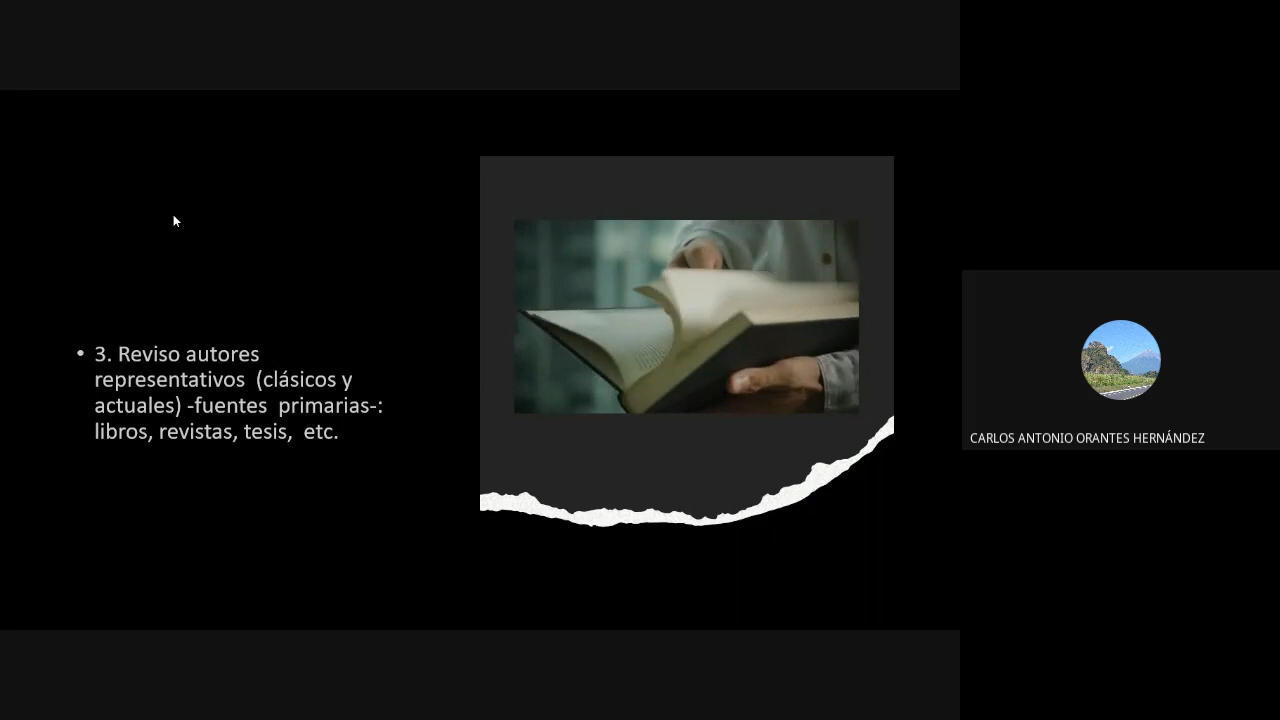 • 3. Reviso autores
representativos  (clásicos y
actuales) -fuentes  primarias-:
libros, revistas, tesis,  etc.
CARLOS ANTONIO ORANTES HERNÁNDEZ